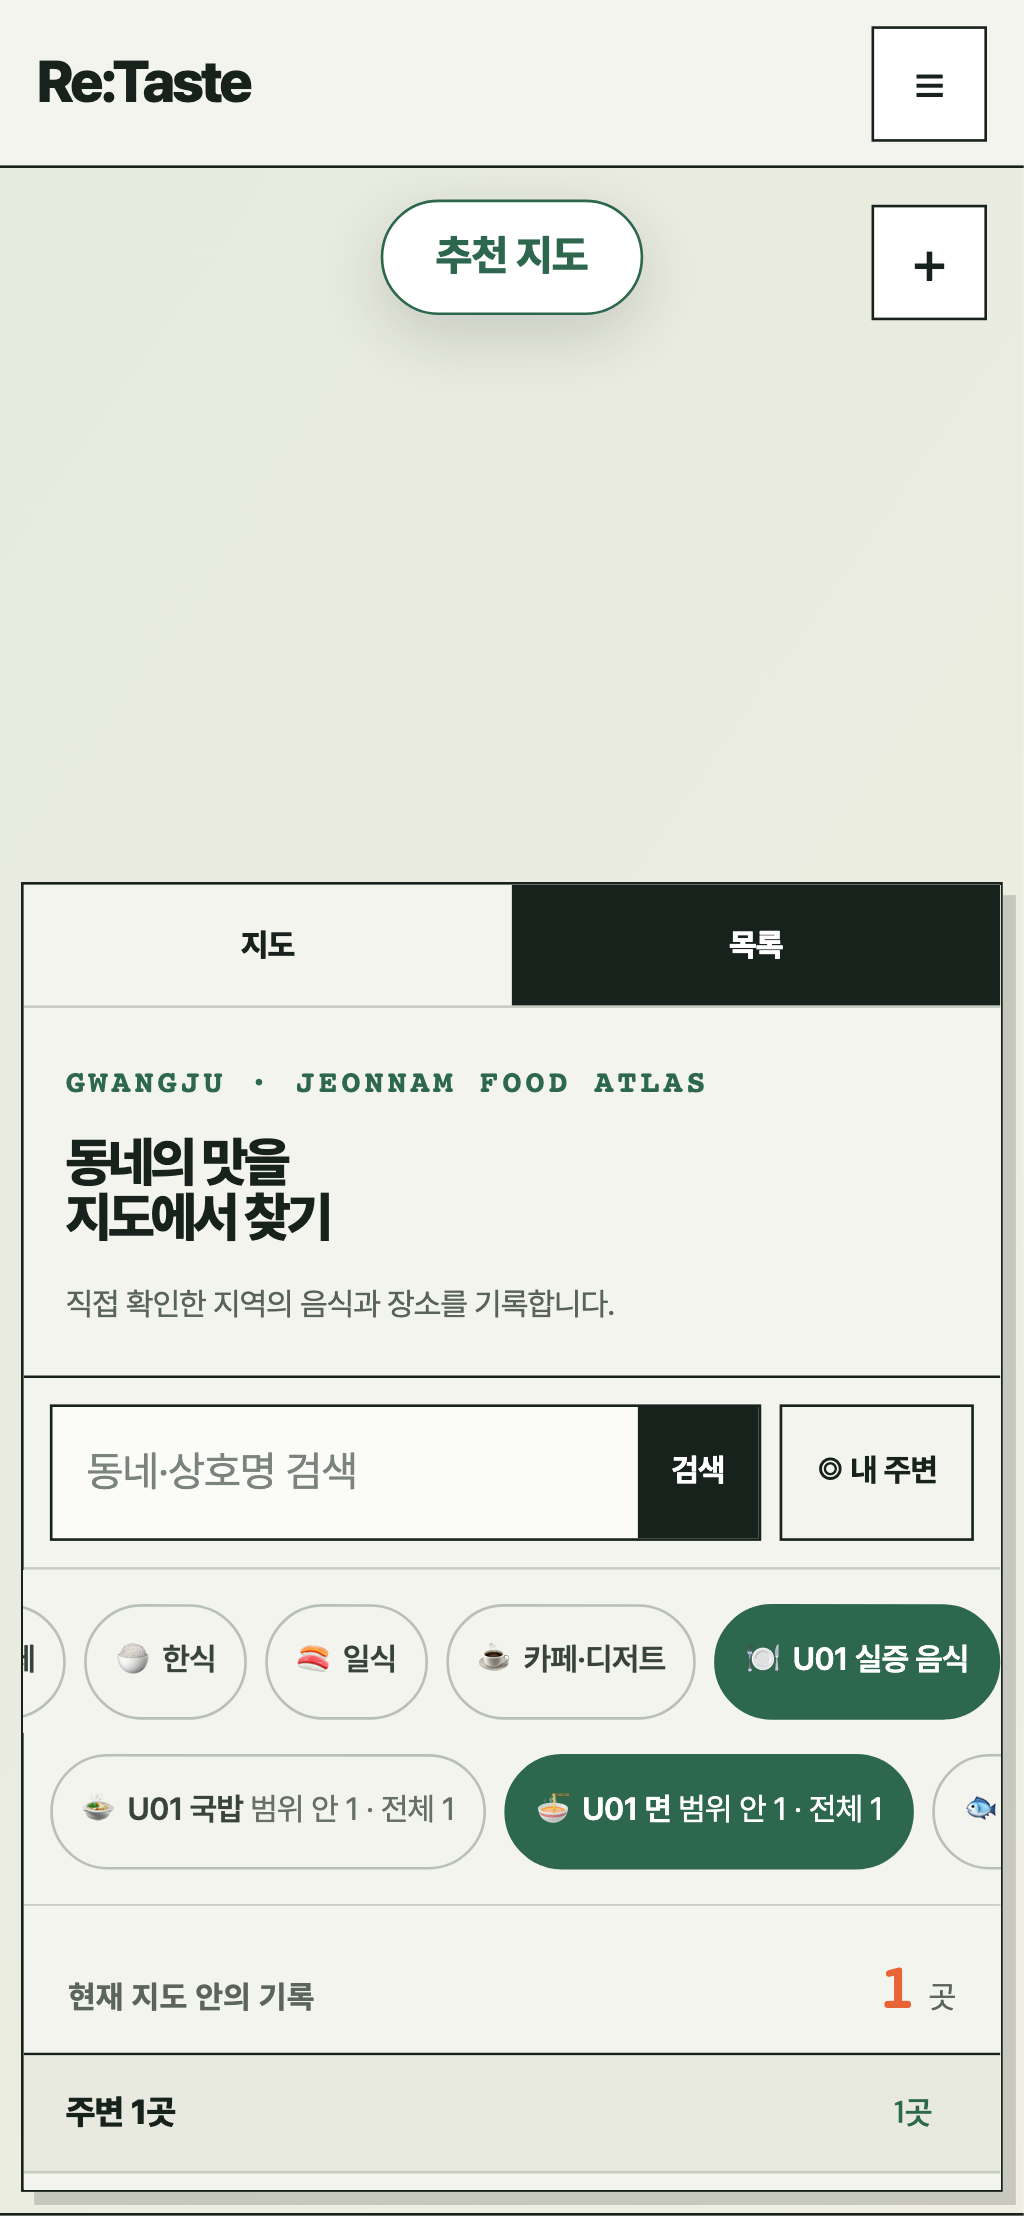 Re:Taste
≡
추천 지도
+
지도
목록
GWANGJU · JEONNAM FOOD ATLAS
동네의 맛을
지도에서 찾기
직접 확인한 지역의 음식과 장소를 기록합니다.
동네·상호명 검색
검색
◎ 내 주변
한식
일식
카페·디저트
U01 실증 음식
U01 국밥 범위 안 1 · 전체 1
U01 면 범위 안 1 · 전체 1
현재 지도 안의 기록
1 곳
주변 1곳
1곳